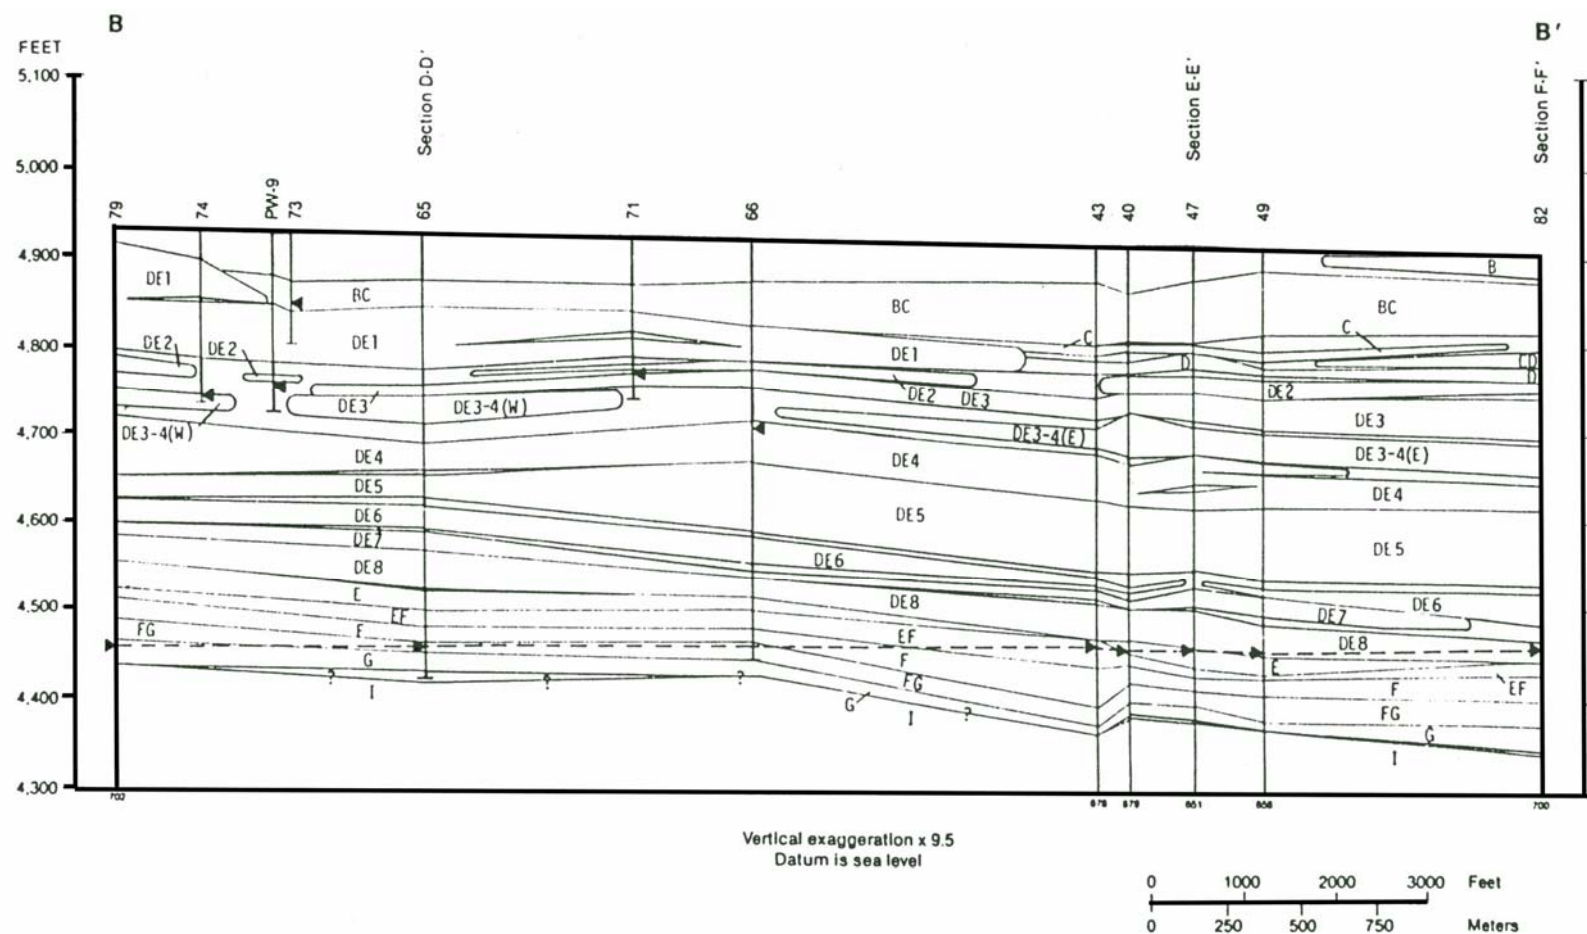 B B'
FEET
5,100
5,000
4,900
4,800
4,700
4,600
4,500
4,400
4,300
Section D-D'
Section E-E'
Section F-F'
79 74 PW-9 73 65 71 66 43 40 47 49 82
B
DE1 BC BC BC
C C
DE2 DE2 DE1 DE1 D CD
D
DE2 DE3 DE2
DE3 DE3-4(W) DE3
DE3-4(W) DE3-4(E) DE3-4(E)
DE4 DE4 DE4
DE5 DE5 DE5
DE6 DE6 DE6
DE7 DE7
DE8 DE8 DE8
E E
EF EF EF
FG F F F
G FG FG
? I ? ? G I ? G
I
702 679 651 700
Vertical exaggeration x 9.5
Datum is sea level
0 1000 2000 3000 Feet
0 250 500 750 Meters